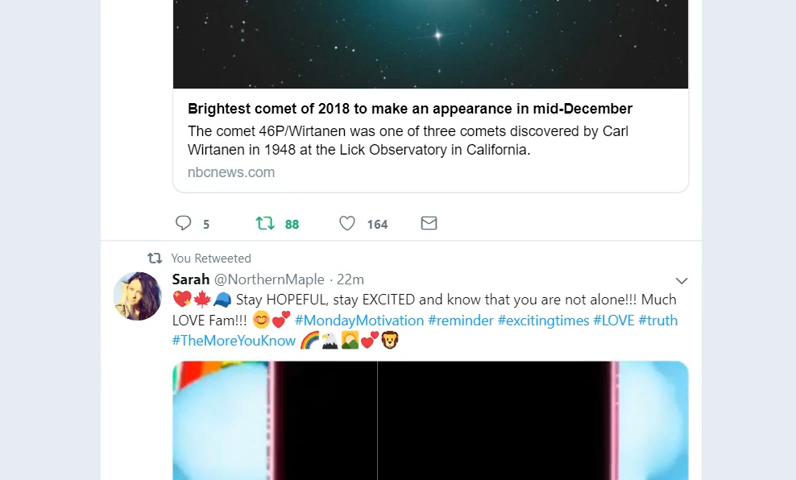 Brightest comet of 2018 to make an appearance in mid-December
The comet 46P/Wirtanen was one of three comets discovered by Carl
Wirtanen in 1948 at the Lick Observatory in California.
nbcnews.com
5 88 164
You Retweeted
Sarah @NorthernMaple · 22m
💖🍁🧢 Stay HOPEFUL, stay EXCITED and know that you are not alone!!! Much
LOVE Fam!!! 😊💕 #MondayMotivation #reminder #excitingtimes #LOVE #truth
#TheMoreYouKnow 🌈🦅🌄💕🦁